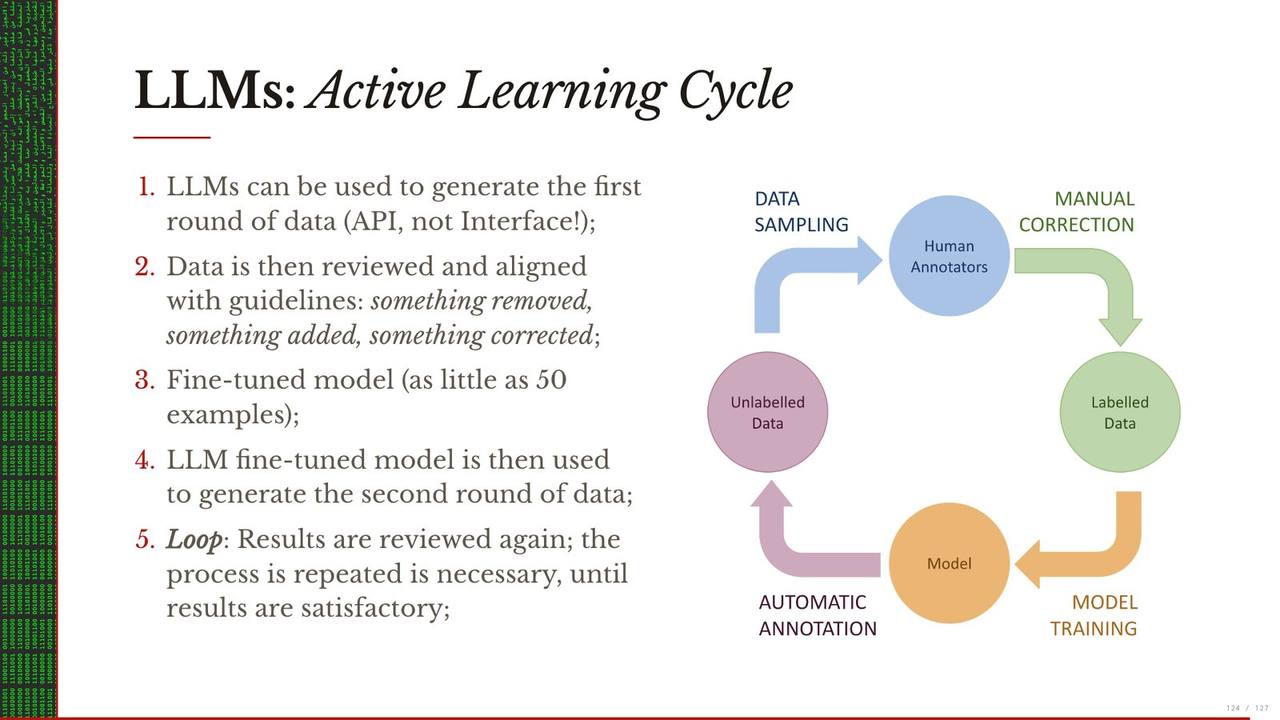 LLMs: Active Learning Cycle
1. LLMs can be used to generate the first
round of data (API, not Interface!);
2. Data is then reviewed and aligned
with guidelines: something removed,
something added, something corrected;
3. Fine-tuned model (as little as 50
examples);
4. LLM fine-tuned model is then used
to generate the second round of data;
5. Loop: Results are reviewed again; the
process is repeated is necessary, until
results are satisfactory;
DATA
SAMPLING
Human
Annotators
MANUAL
CORRECTION
Unlabelled
Data
Labelled
Data
Model
AUTOMATIC
ANNOTATION
MODEL
TRAINING
124 / 127